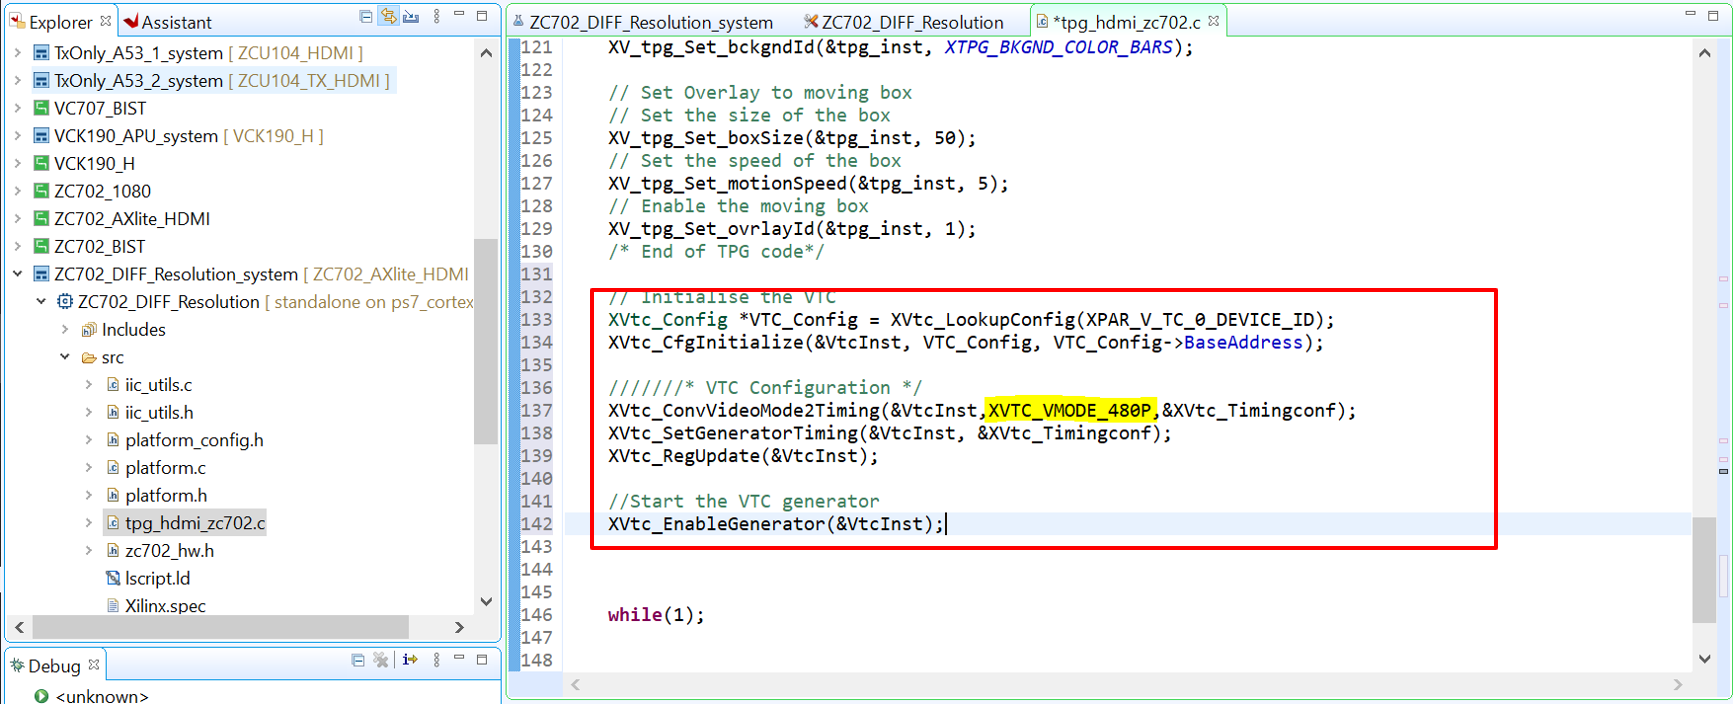 Explorer
Assistant
TxOnly_A53_1_system [ ZCU104_HDMI ]
TxOnly_A53_2_system [ ZCU104_TX_HDMI ]
VC707_BIST
VCK190_APU_system [ VCK190_H ]
VCK190_H
ZC702_1080
ZC702_AXlite_HDMI
ZC702_BIST
ZC702_DIFF_Resolution_system [ ZC702_AXlite_HDMI
ZC702_DIFF_Resolution [ standalone on ps7_cortex
Includes
src
iic_utils.c
iic_utils.h
platform_config.h
platform.c
platform.h
tpg_hdmi_zc702.c
zc702_hw.h
lscript.ld
Xilinx.spec
Debug
<unknown>
ZC702_DIFF_Resolution_system
ZC702_DIFF_Resolution
*tpg_hdmi_zc702.c
121 XV_tpg_Set_bckgndId(&tpg_inst, XTPG_BKGND_COLOR_BARS);
122
123 // Set Overlay to moving box
124 // Set the size of the box
125 XV_tpg_Set_boxSize(&tpg_inst, 50);
126 // Set the speed of the box
127 XV_tpg_Set_motionSpeed(&tpg_inst, 5);
128 // Enable the moving box
129 XV_tpg_Set_ovrlayId(&tpg_inst, 1);
130 /* End of TPG code*/
131
132 // Initialise the VTC
133 XVtc_Config *VTC_Config = XVtc_LookupConfig(XPAR_V_TC_0_DEVICE_ID);
134 XVtc_CfgInitialize(&VtcInst, VTC_Config, VTC_Config->BaseAddress);
135
136 ///////* VTC Configuration */
137 XVtc_ConvVideoMode2Timing(&VtcInst,XVTC_VMODE_480P,&XVtc_Timingconf);
138 XVtc_SetGeneratorTiming(&VtcInst, &XVtc_Timingconf);
139 XVtc_RegUpdate(&VtcInst);
140
141 //Start the VTC generator
142 XVtc_EnableGenerator(&VtcInst);
143
144
145
146 while(1);
147
148